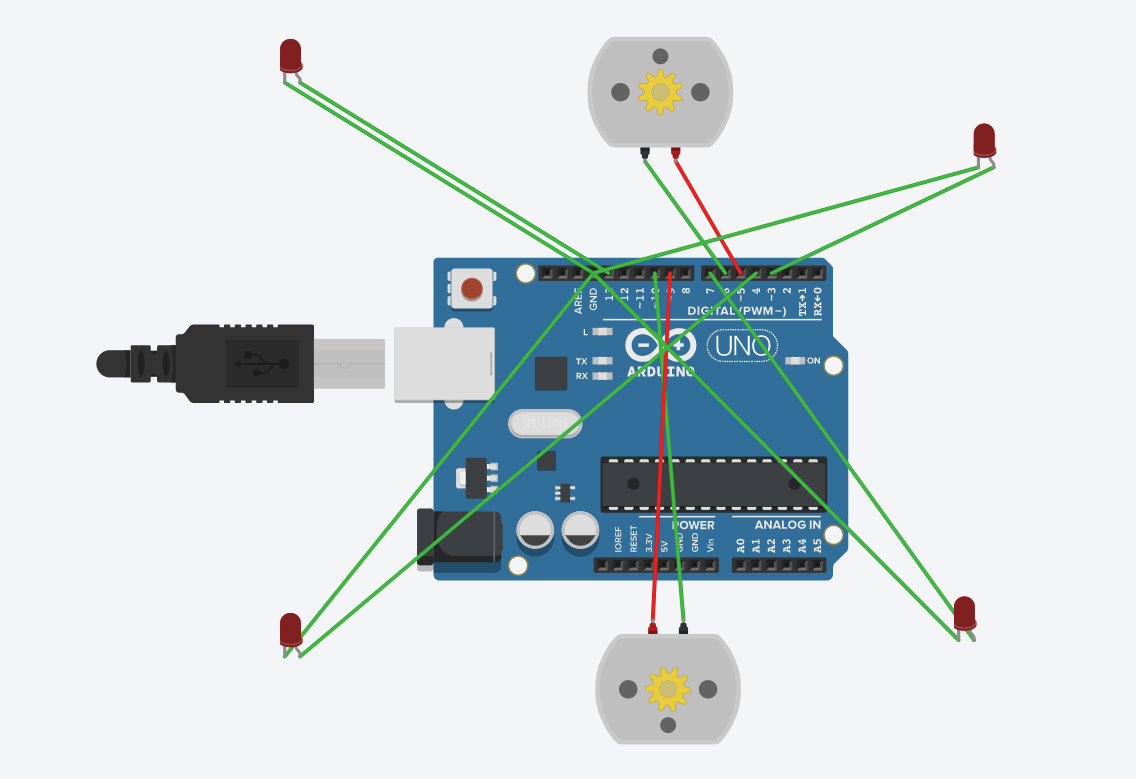 AREF
GND
13
12
~11
~10
~9
8
7
~6
~5
4
~3
2
TX→1
RX←0
DIGITAL (PWM~)
L
TX
RX
UNO
ON
ARDUINO
POWER
ANALOG IN
IOREF
RESET
3.3V
5V
GND
GND
Vin
A0
A1
A2
A3
A4
A5